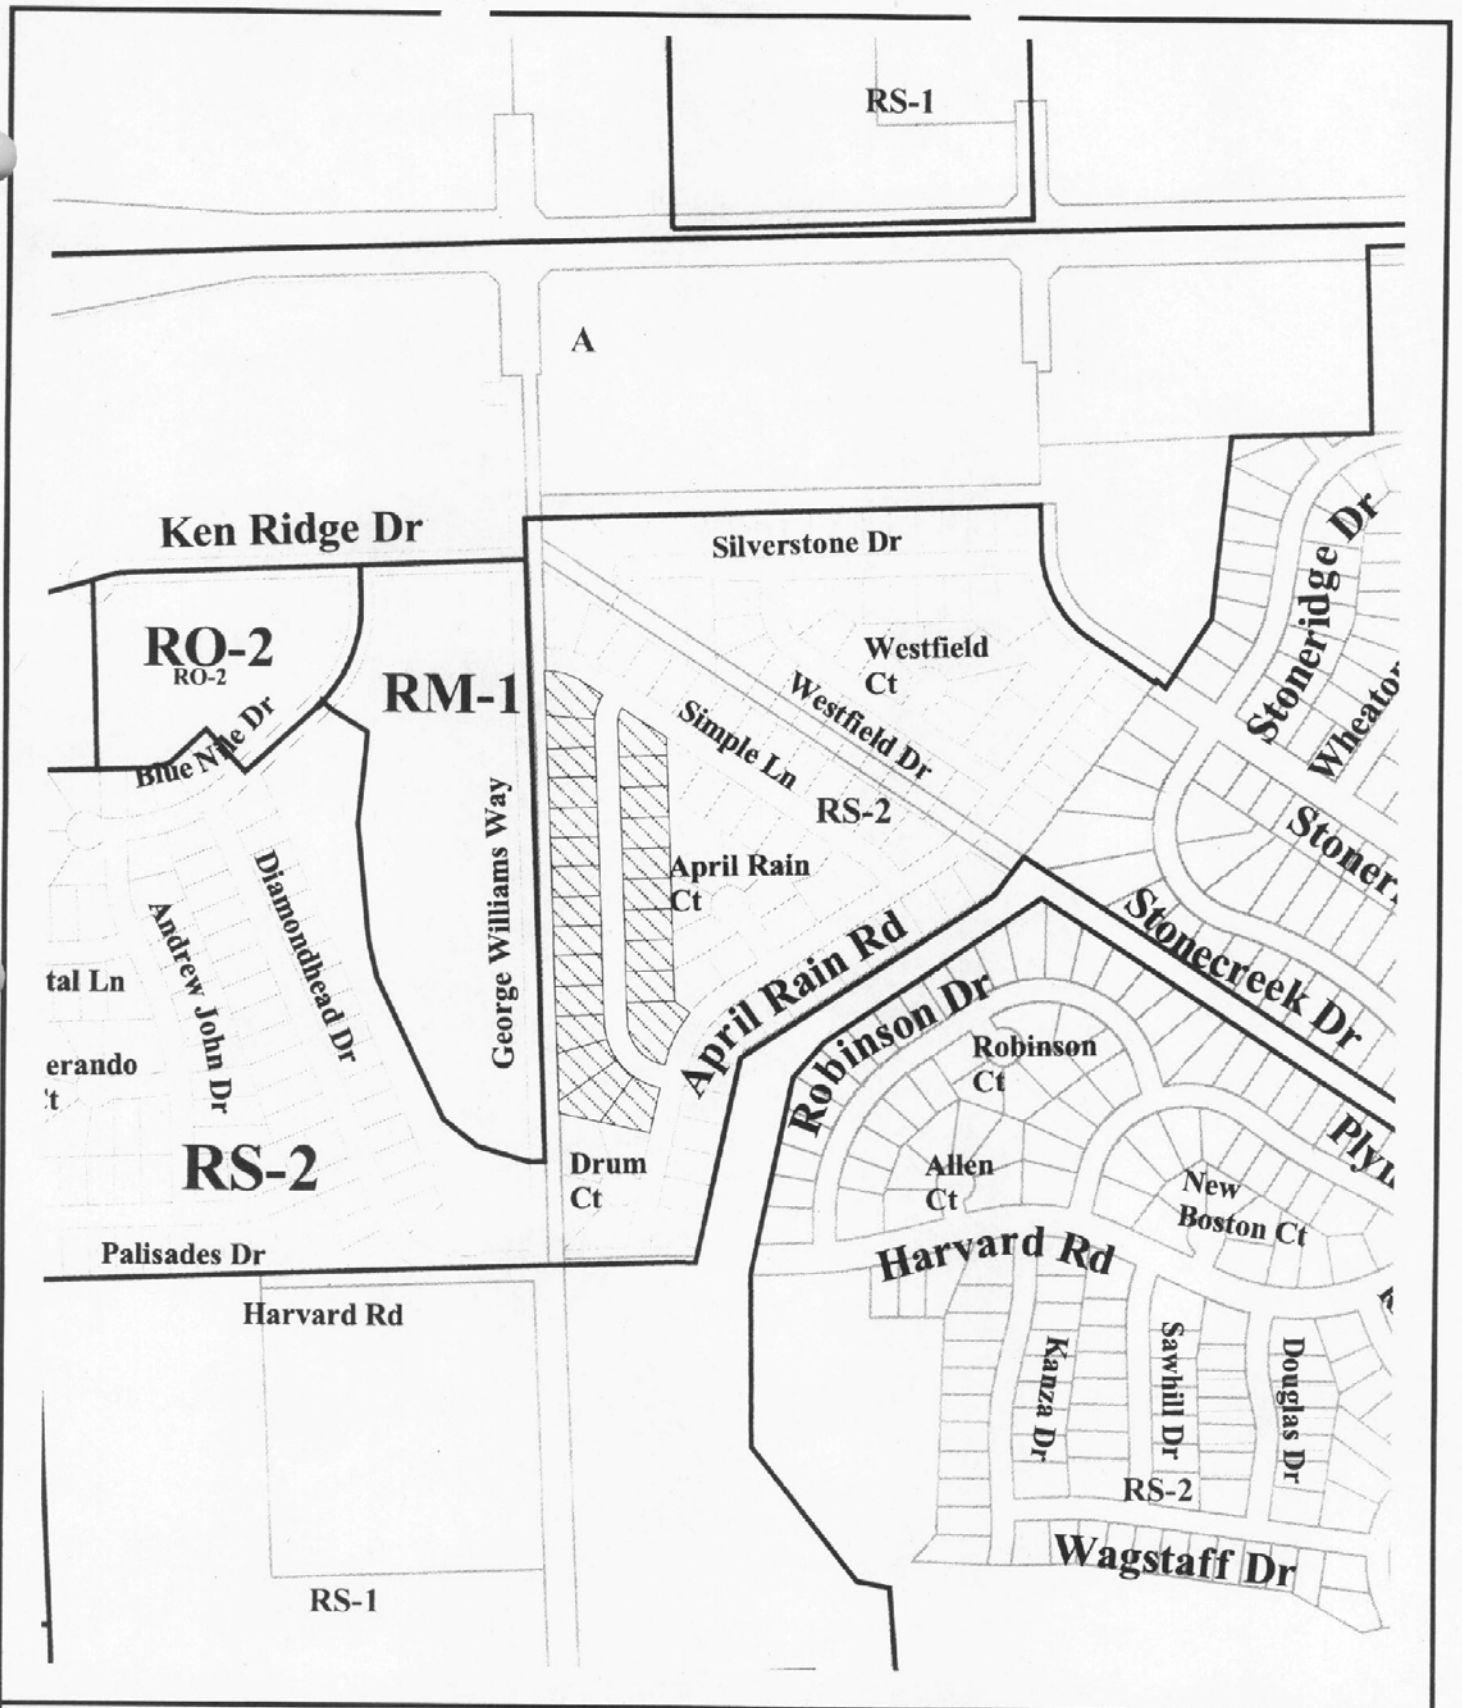 RS-1
A
Ken Ridge Dr
Silverstone Dr
Stoneridge Dr
RO-2
RO-2
RM-1
Westfield
Ct
Westfield Dr
Simple Ln
Blue Nile Dr
RS-2
George Williams Way
April Rain
Ct
Diamondhead Dr
Andrew John Dr
tal Ln
April Rain Rd
Stonecreek Dr
Robinson Dr
Robinson
Ct
erando
RS-2
Drum
Ct
Allen
Ct
New
Boston Ct
Palisades Dr
Harvard Rd
Harvard Rd
Kanza Dr
Sawhill Dr
Douglas Dr
RS-2
Wagstaff Dr
RS-1